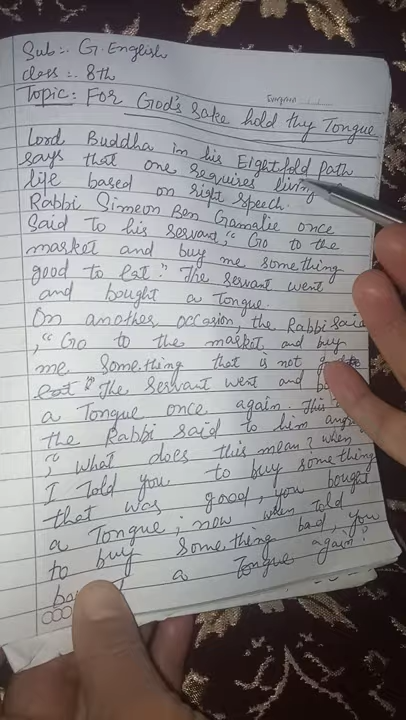 Sub:. G. English
class :. 8th
Evergreen
Topic: For God's sake hold thy Tongue
Lord Buddha in his Eightfold Path
says that one requires living
life based on right speech.
Rabbi Simeon Ben Gamalie once
said to his servant, "Go to the
market and buy me something
good to eat." The servant went
and bought a Tongue.
On another occasion, the Rabbi said
, "Go to the market and buy
me something that is not
eat" The servant went and
a Tongue once again. This
the Rabbi said to him
, "What does this mean? when
I told you to buy something
that was good, you bought
a Tongue; now when told
to buy something bad, you
a Tongue again?